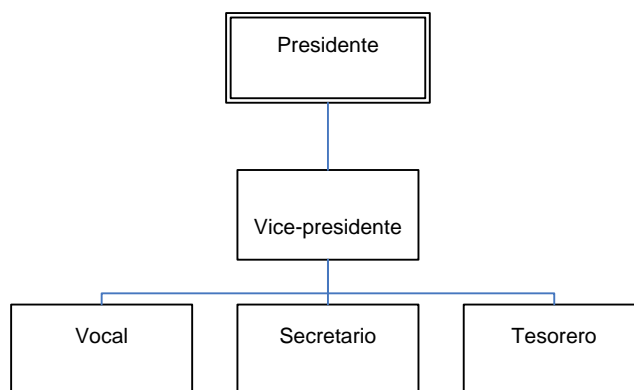 Presidente
Vice-presidente
Vocal
Secretario
Tesorero